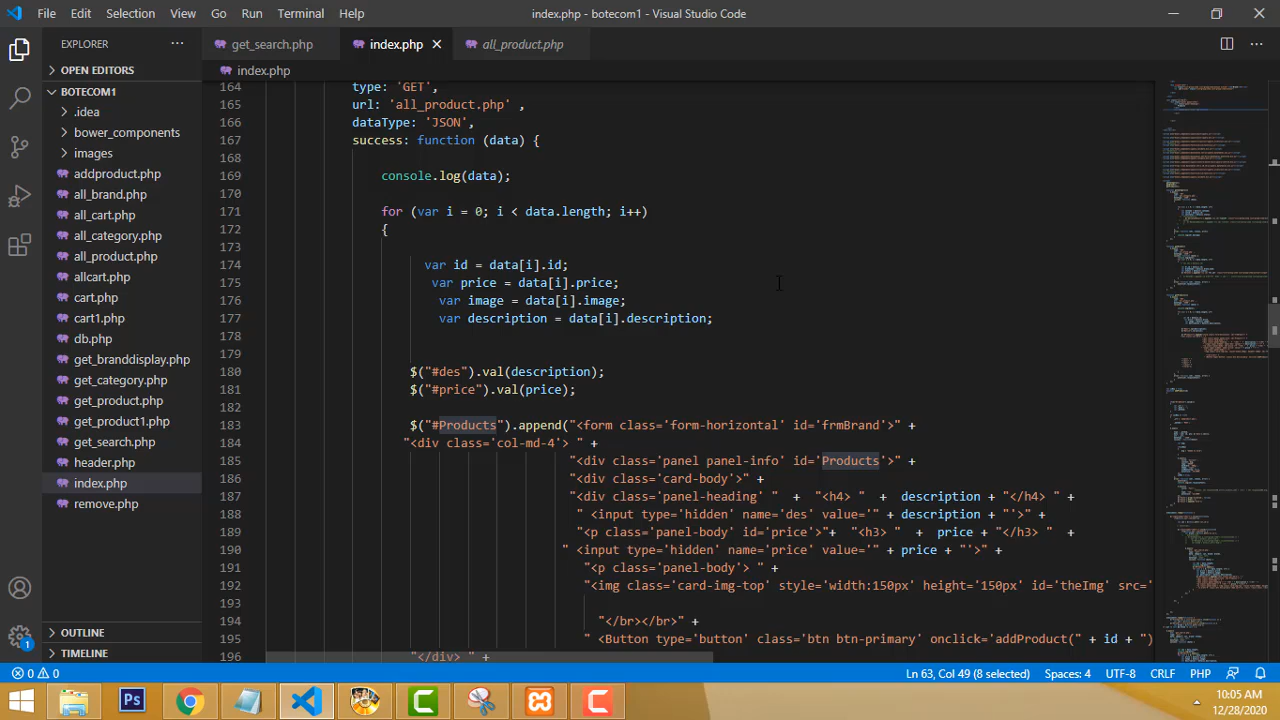 File Edit Selection View Go Run Terminal Help index.php - botecom1 - Visual Studio Code
EXPLORER ··· get_search.php index.php × all_product.php ···
OPEN EDITORS index.php
BOTECOM1
.idea
bower_components
images
addproduct.php
all_brand.php
all_cart.php
all_category.php
all_product.php
allcart.php
cart.php
cart1.php
db.php
get_branddisplay.php
get_category.php
get_product.php
get_product1.php
get_search.php
header.php
index.php
remove.php
OUTLINE
TIMELINE
164 type: 'GET',
165 url: 'all_product.php' ,
166 dataType: 'JSON',
167 success: function (data) {
168
169 console.log(data);
170
171 for (var i = 0; i < data.length; i++)
172 {
173
174 var id = data[i].id;
175 var price = data[i].price;
176 var image = data[i].image;
177 var description = data[i].description;
178
179
180 $("#des").val(description);
181 $("#price").val(price);
182
183 $("#Procts").append("<form class='form-horizontal' id='frmBrand'>" +
184 "<div class='col-md-4'> " +
185 "<div class='panel panel-info' id='Products'>" +
186 "<div class='card-body'>" +
187 "<div class='panel-heading' " + "<h4> " + description + "</h4> " +
188 " <input type='hidden' name='des' value='" + description + "'>" +
189 "<p class='panel-body' id='price'>"+ "<h3> " + price + "</h3> " +
190 " <input type='hidden' name='price' value='" + price + "'>" +
191 "<p class='panel-body'> " +
192 "<img class='card-img-top' style='width:150px' height='150px' id='theImg' src='
193
194 "</br></br>" +
195 " <Button type='button' class='btn btn-primary' onclick='addProduct(" + id + ")
196 "</div> " +
0 0 Ln 63, Col 49 (8 selected) Spaces: 4 UTF-8 CRLF PHP
1
Ps C C
10:05 AM
12/28/2020